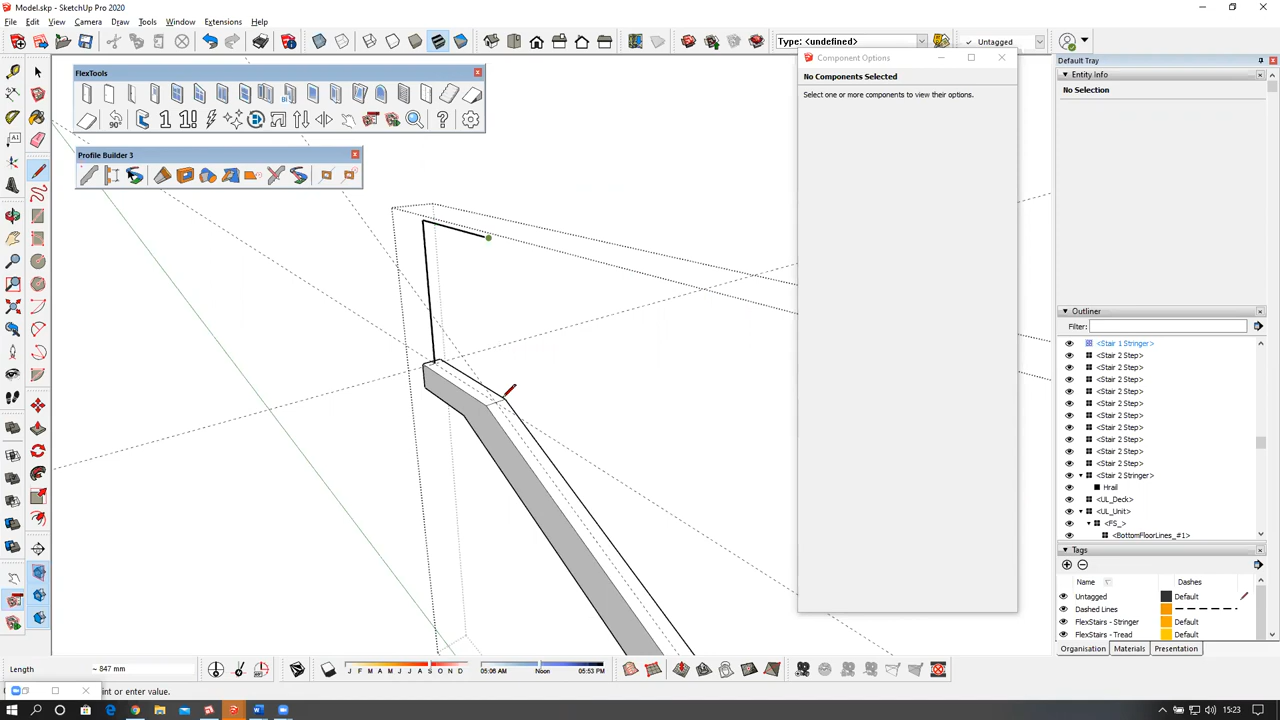 Model.skp - SketchUp Pro 2020
File Edit View Camera Draw Tools Window Extensions Help
Type: <undefined>
Untagged
FlexTools
Profile Builder 3
Component Options
No Components Selected
Select one or more components to view their options.
Default Tray
Entity Info
No Selection
Outliner
Filter:
<Stair 1 Stringer>
<Stair 2 Step>
<Stair 2 Step>
<Stair 2 Step>
<Stair 2 Step>
<Stair 2 Step>
<Stair 2 Step>
<Stair 2 Step>
<Stair 2 Step>
<Stair 2 Step>
<Stair 2 Step>
<Stair 2 Stringer>
Hrail
<UL_Deck>
<UL_Unit>
<FS_>
<BottomFloorLines_#1>
Tags
Name Dashes
Untagged Default
Dashed Lines
FlexStairs - Stringer Default
FlexStairs - Tread Default
Organisation Materials Presentation
Length ~ 847 mm
J F M A M J J A S O N D
05:06 AM Noon 05:53 PM
int or enter value.
15:23